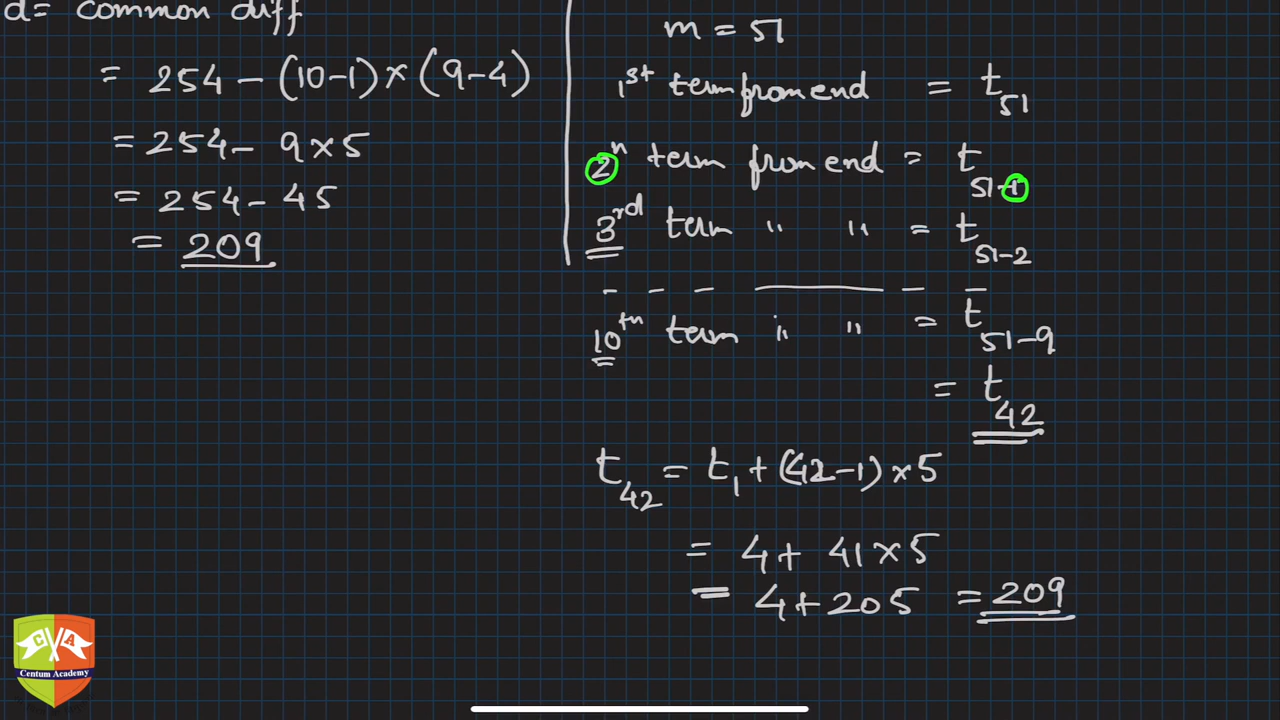 d = common diff
= 254 - (10-1) × (9-4)
= 254 - 9 × 5
= 254 - 45
= 209
m = 51
1st term from end = t51
2n term from end = t51-1
3rd term " " = t51-2
- - - — - -
10th term " " = t51-9
= t42
t42 = t1 + (42-1) × 5
= 4 + 41 × 5
= 4 + 205 = 209
C A
Centum Academy